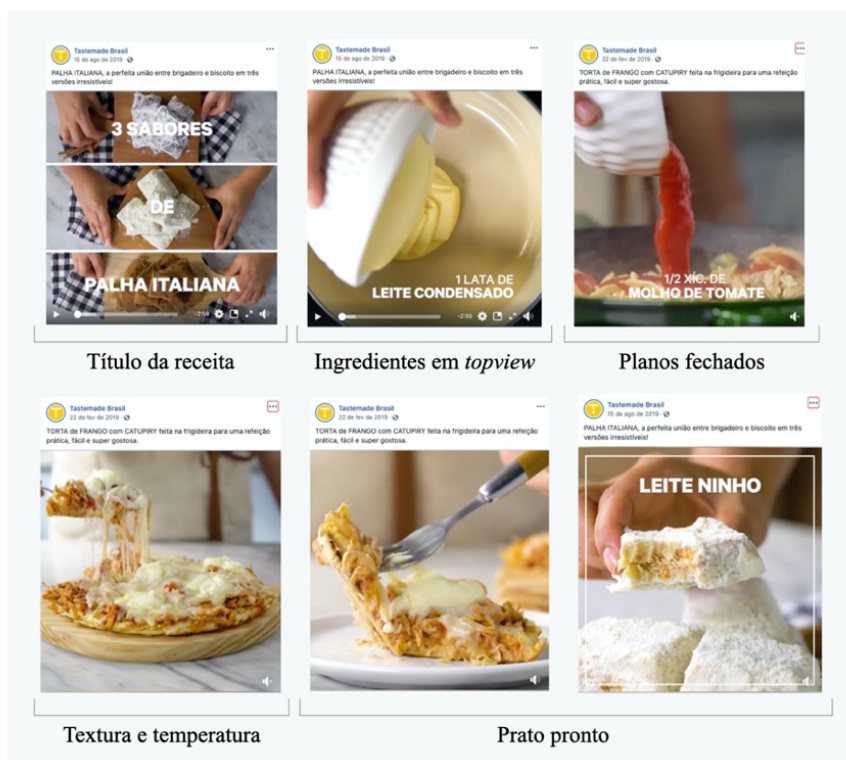 Tastemade Brasil
15 de ago de 2019 ·
PALHA ITALIANA, a perfeita união entre brigadeiro e biscoito em três
versões irresistíveis!
3 SABORES
DE
PALHA ITALIANA
-2:58
Título da receita
Tastemade Brasil
15 de ago de 2019 ·
PALHA ITALIANA, a perfeita união entre brigadeiro e biscoito em três
versões irresistíveis!
1 LATA DE
LEITE CONDENSADO
-2:55
Ingredientes em topview
Tastemade Brasil
22 de fev de 2019 ·
TORTA de FRANGO com CATUPIRY feita na frigideira para uma refeição
prática, fácil e super gostosa.
1/2 XÍC. DE
MOLHO DE TOMATE
Planos fechados
Tastemade Brasil
22 de fev de 2019 ·
TORTA de FRANGO com CATUPIRY feita na frigideira para uma refeição
prática, fácil e super gostosa.
Textura e temperatura
Tastemade Brasil
22 de fev de 2019 ·
TORTA de FRANGO com CATUPIRY feita na frigideira para uma refeição
prática, fácil e super gostosa.
Tastemade Brasil
15 de ago de 2019 ·
PALHA ITALIANA, a perfeita união entre brigadeiro e biscoito em três
versões irresistíveis!
LEITE NINHO
Prato pronto